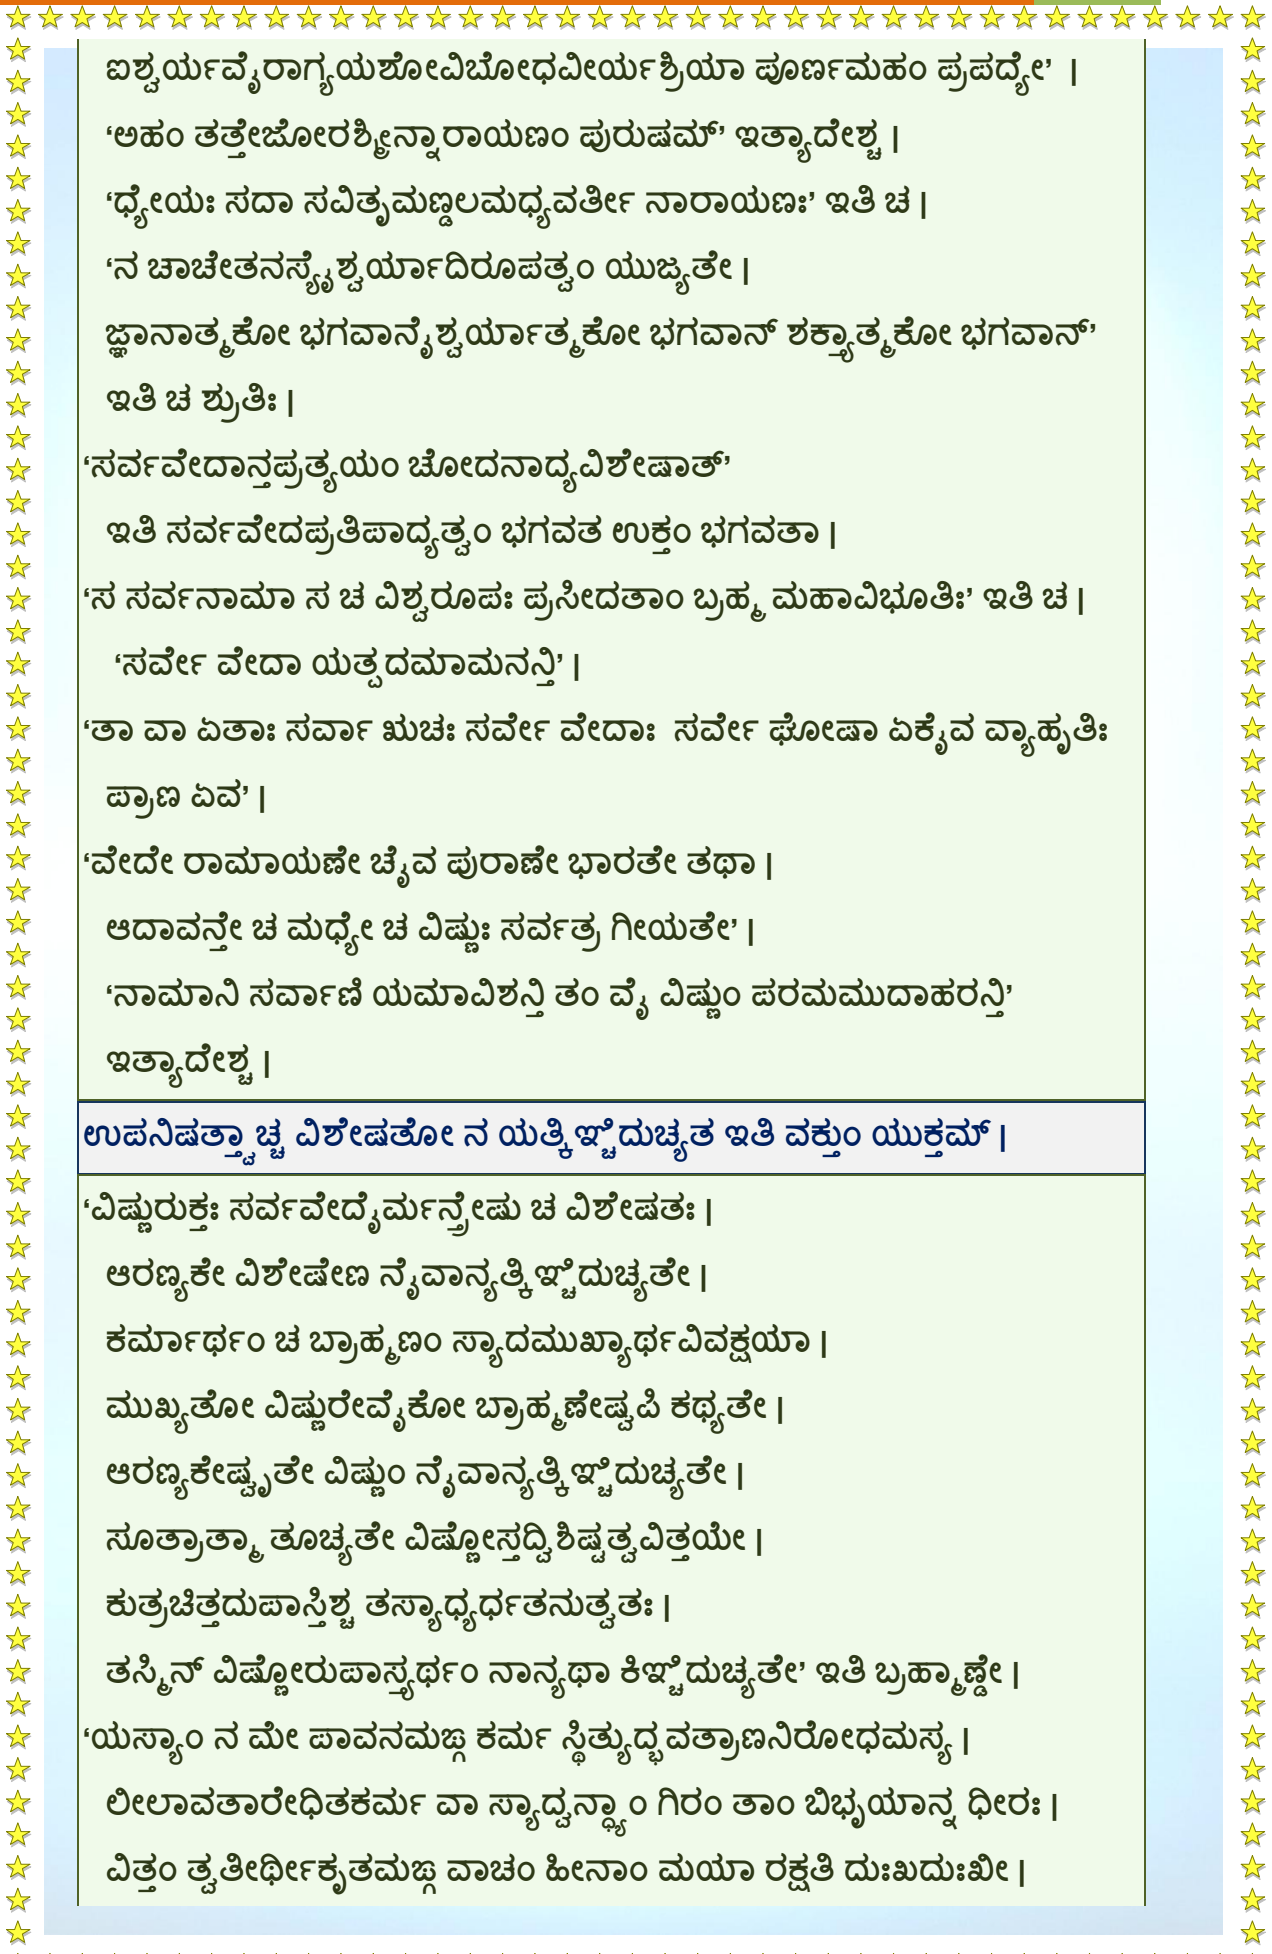 ಐಶ್ವರ್ಯವೈರಾಗ್ಯಯಶೋವಿಬೋಧವೀರ್ಯಶ್ರಿಯಾ ಪೂರ್ಣಮಹಂ ಪ್ರಪದ್ಯೇ’ |
‘ಅಹಂ ತತ್ತೇಜೋರಶ್ಮೀನ್ನಾರಾಯಣಂ ಪುರುಷಮ್’ ಇತ್ಯಾದೇಶ್ಚ |
‘ಧ್ಯೇಯಃ ಸದಾ ಸವಿತೃಮಣ್ಡಲಮಧ್ಯವರ್ತೀ ನಾರಾಯಣಃ’ ಇತಿ ಚ |
‘ನ ಚಾಚೇತನಸ್ಯೈಶ್ವರ್ಯಾದಿರೂಪತ್ವಂ ಯುಜ್ಯತೇ |
ಜ್ಞಾನಾತ್ಮಕೋ ಭಗವಾನೈಶ್ವರ್ಯಾತ್ಮಕೋ ಭಗವಾನ್ ಶಕ್ತ್ಯಾತ್ಮಕೋ ಭಗವಾನ್’
ಇತಿ ಚ ಶ್ರುತಿಃ |
‘ಸರ್ವವೇದಾನ್ತಪ್ರತ್ಯಯಂ ಚೋದನಾದ್ಯವಿಶೇಷಾತ್’
ಇತಿ ಸರ್ವವೇದಪ್ರತಿಪಾದ್ಯತ್ವಂ ಭಗವತ ಉಕ್ತಂ ಭಗವತಾ |
‘ಸ ಸರ್ವನಾಮಾ ಸ ಚ ವಿಶ್ವರೂಪಃ ಪ್ರಸೀದತಾಂ ಬ್ರಹ್ಮ ಮಹಾವಿಭೂತಿಃ’ ಇತಿ ಚ |
‘ಸರ್ವೇ ವೇದಾ ಯತ್ಪದಮಾಮನನ್ತಿ’ |
‘ತಾ ವಾ ಏತಾಃ ಸರ್ವಾ ಋಚಃ ಸರ್ವೇ ವೇದಾಃ ಸರ್ವೇ ಘೋಷಾ ಏಕೈವ ವ್ಯಾಹೃತಿಃ
ಪ್ರಾಣ ಏವ’ |
‘ವೇದೇ ರಾಮಾಯಣೇ ಚೈವ ಪುರಾಣೇ ಭಾರತೇ ತಥಾ |
ಆದಾವನ್ತೇ ಚ ಮಧ್ಯೇ ಚ ವಿಷ್ಣುಃ ಸರ್ವತ್ರ ಗೀಯತೇ’ |
‘ನಾಮಾನಿ ಸರ್ವಾಣಿ ಯಮಾವಿಶನ್ತಿ ತಂ ವೈ ವಿಷ್ಣುಂ ಪರಮಮುದಾಹರನ್ತಿ’
ಇತ್ಯಾದೇಶ್ಚ |
ಉಪನಿಷತ್ತ್ವಾಚ್ಚ ವಿಶೇಷತೋ ನ ಯತ್ಕಿಞ್ಚಿದುಚ್ಯತ ಇತಿ ವಕ್ತುಂ ಯುಕ್ತಮ್ |
‘ವಿಷ್ಣುರುಕ್ತಃ ಸರ್ವವೇದೈರ್ಮನ್ತ್ರೇಷು ಚ ವಿಶೇಷತಃ |
ಆರಣ್ಯಕೇ ವಿಶೇಷೇಣ ನೈವಾನ್ಯತ್ಕಿಞ್ಚಿದುಚ್ಯತೇ |
ಕರ್ಮಾರ್ಥಂ ಚ ಬ್ರಾಹ್ಮಣಂ ಸ್ಯಾದಮುಖ್ಯಾರ್ಥವಿವಕ್ಷಯಾ |
ಮುಖ್ಯತೋ ವಿಷ್ಣುರೇವೈಕೋ ಬ್ರಾಹ್ಮಣೇಷ್ವಪಿ ಕಥ್ಯತೇ |
ಆರಣ್ಯಕೇಷ್ವೃತೇ ವಿಷ್ಣುಂ ನೈವಾನ್ಯತ್ಕಿಞ್ಚಿದುಚ್ಯತೇ |
ಸೂತ್ರಾತ್ಮಾ ತೂಚ್ಯತೇ ವಿಷ್ಣೋಸ್ತದ್ವಿಶಿಷ್ಟತ್ವವಿತ್ತಯೇ |
ಕುತ್ರಚಿತ್ತದುಪಾಸ್ತಿಶ್ಚ ತಸ್ಯಾಧ್ಯರ್ಧತನುತ್ವತಃ |
ತಸ್ಮಿನ್ ವಿಷ್ಣೋರುಪಾಸ್ತ್ಯರ್ಥಂ ನಾನ್ಯಥಾ ಕಿಞ್ಚಿದುಚ್ಯತೇ’ ಇತಿ ಬ್ರಹ್ಮಾಣ್ಡೇ |
‘ಯಸ್ಯಾಂ ನ ಮೇ ಪಾವನಮಙ್ಗ ಕರ್ಮ ಸ್ಥಿತ್ಯುದ್ಭವತ್ರಾಣನಿರೋಧಮಸ್ಯ |
ಲೀಲಾವತಾರೇಧಿತಕರ್ಮ ವಾ ಸ್ಯಾದ್ವನ್ಧ್ಯಾಂ ಗಿರಂ ತಾಂ ಬಿಭೃಯಾನ್ನ ಧೀರಃ |
ವಿತ್ತಂ ತ್ವತೀರ್ಥೀಕೃತಮಙ್ಗ ವಾಚಂ ಹೀನಾಂ ಮಯಾ ರಕ್ಷತಿ ದುಃಖದುಃಖೀ |